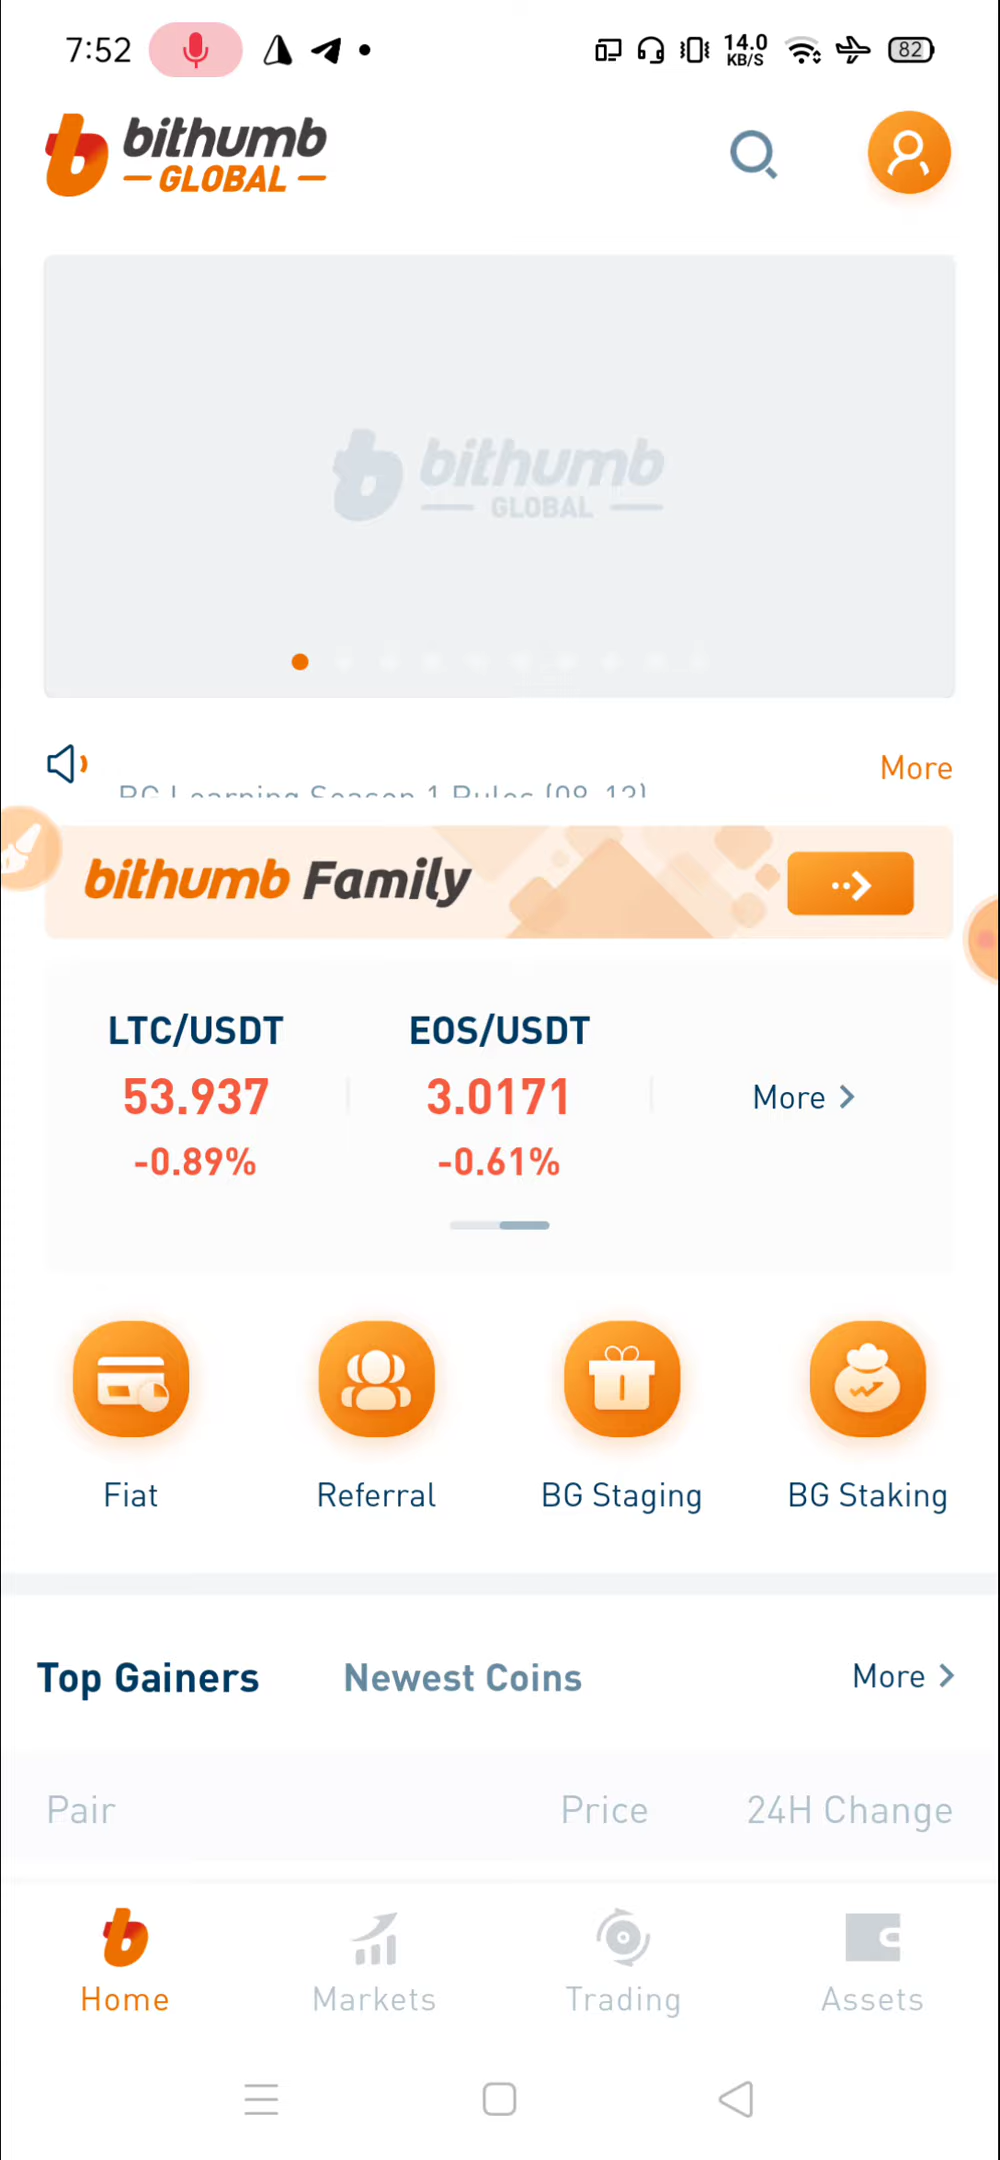 7:52
14.0
KB/S
82
bithumb
GLOBAL
bithumb
GLOBAL
BG Learning Season 1 Rules (08-12)
More
bithumb Family
LTC/USDT
EOS/USDT
53.937
3.0171
More
-0.89%
-0.61%
Fiat
Referral
BG Staging
BG Staking
Top Gainers
Newest Coins
More
Pair
Price
24H Change
Home
Markets
Trading
Assets